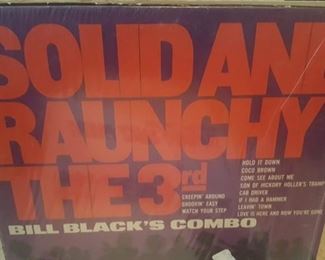 SOLID AND
RAUNCHY
THE 3rd
CREEPIN' AROUND
SMOKIN' EASY
WATCH YOUR STEP
HOLD IT DOWN
COCO BROWN
COME SEE ABOUT ME
SON OF HICKORY HOLLER'S TRAMP
CAB DRIVER
IF I HAD A HAMMER
LEAVIN' TOWN
LOVE IS HERE AND NOW YOU'RE GONE
BILL BLACK'S COMBO